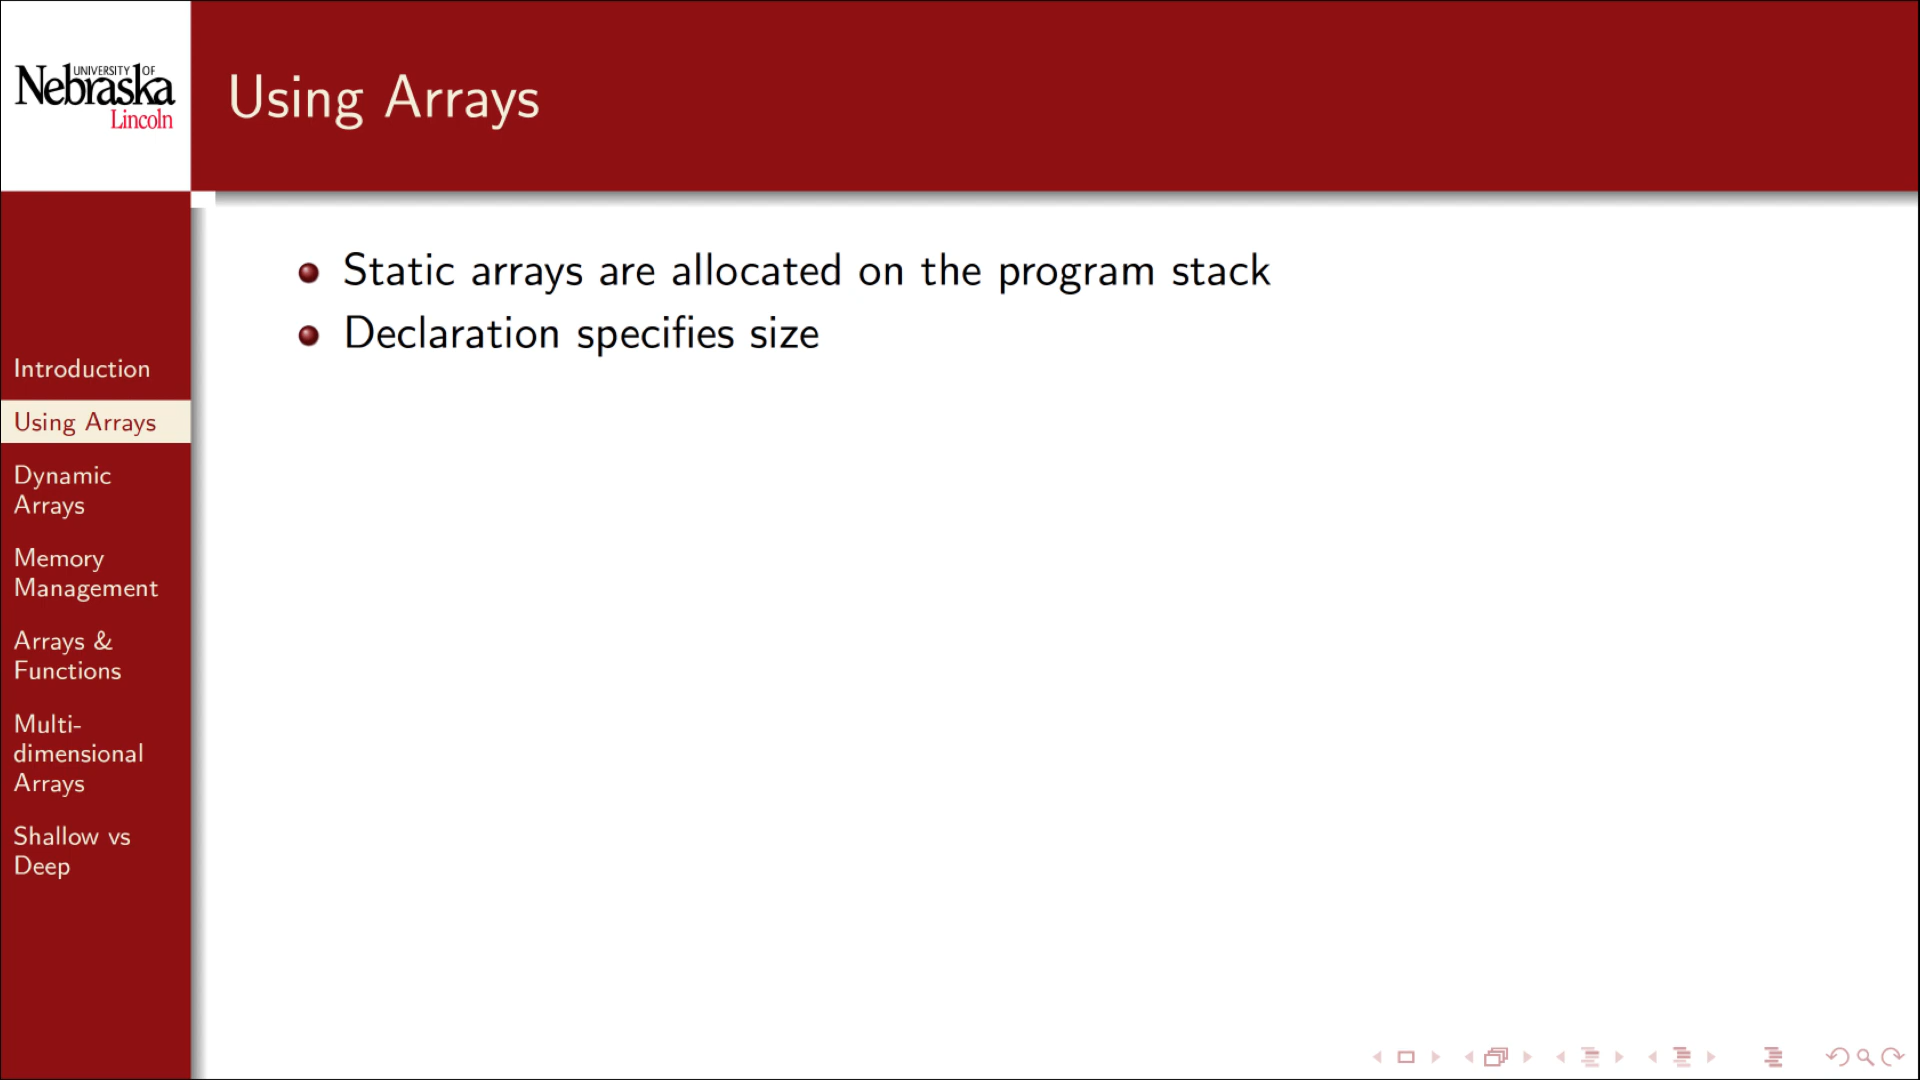 UNIVERSITY OF
Nebraska
Lincoln
Using Arrays
Static arrays are allocated on the program stack
Declaration specifies size
Introduction
Using Arrays
Dynamic
Arrays
Memory
Management
Arrays &
Functions
Multi-
dimensional
Arrays
Shallow vs
Deep